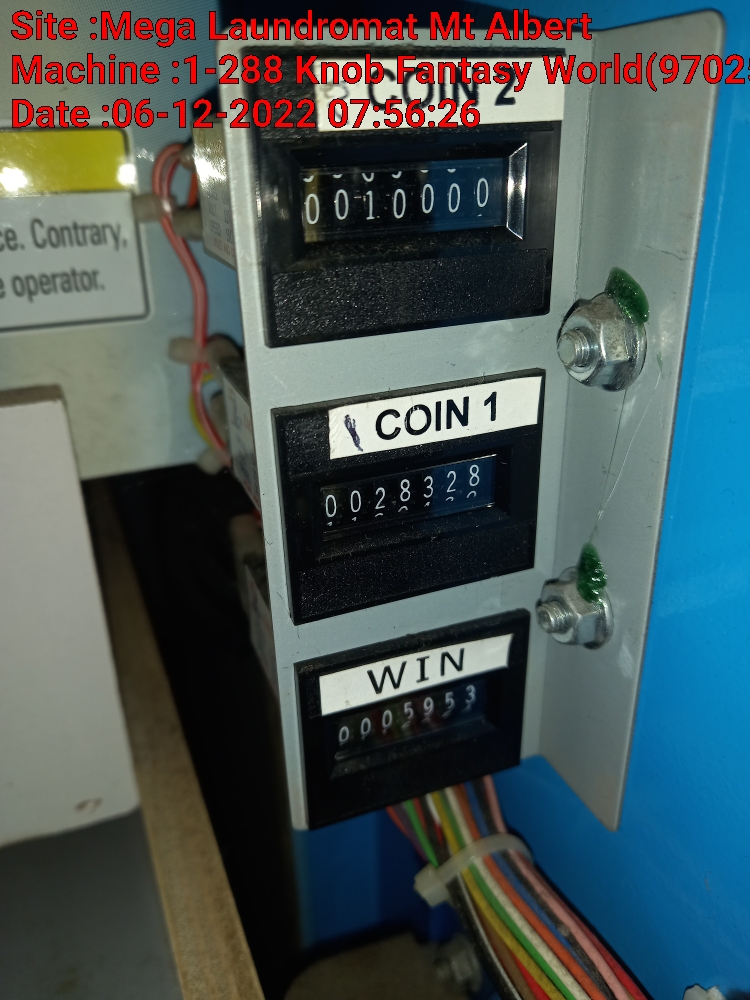 Site :Mega Laundromat Mt Albert
Machine :1-288 Knob Fantasy World(9702
Date :06-12-2022 07:56:26
COIN 2
0010000
ce. Contrary,
e operator.
COIN 1
0028328
WIN
0005953